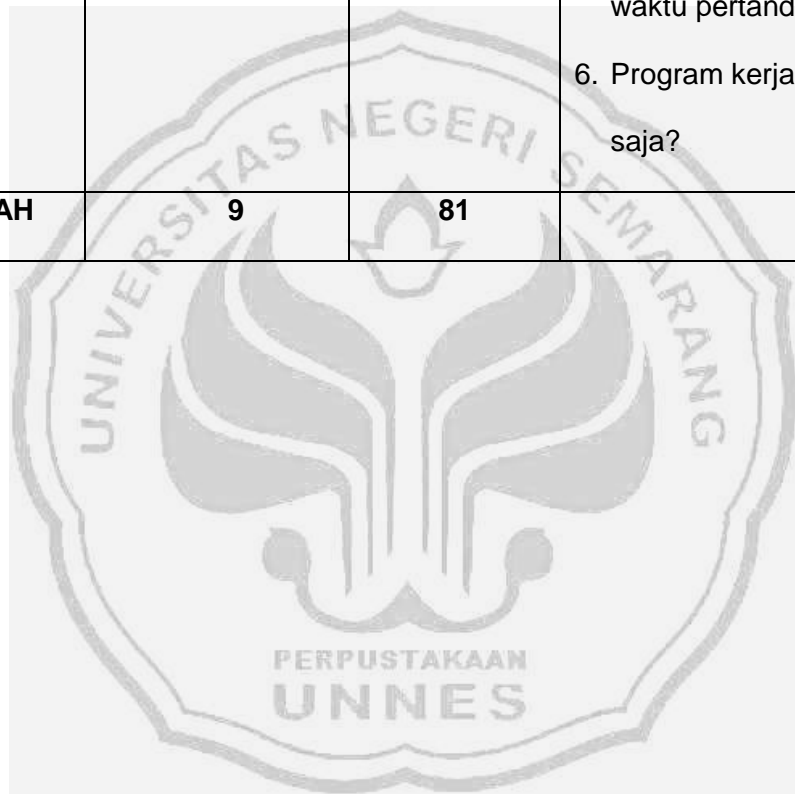 waktu pertand
6. Program kerja
saja?
AH 9 81
UNIVERSITAS NEGERI SEMARANG
PERPUSTAKAAN
UNNES